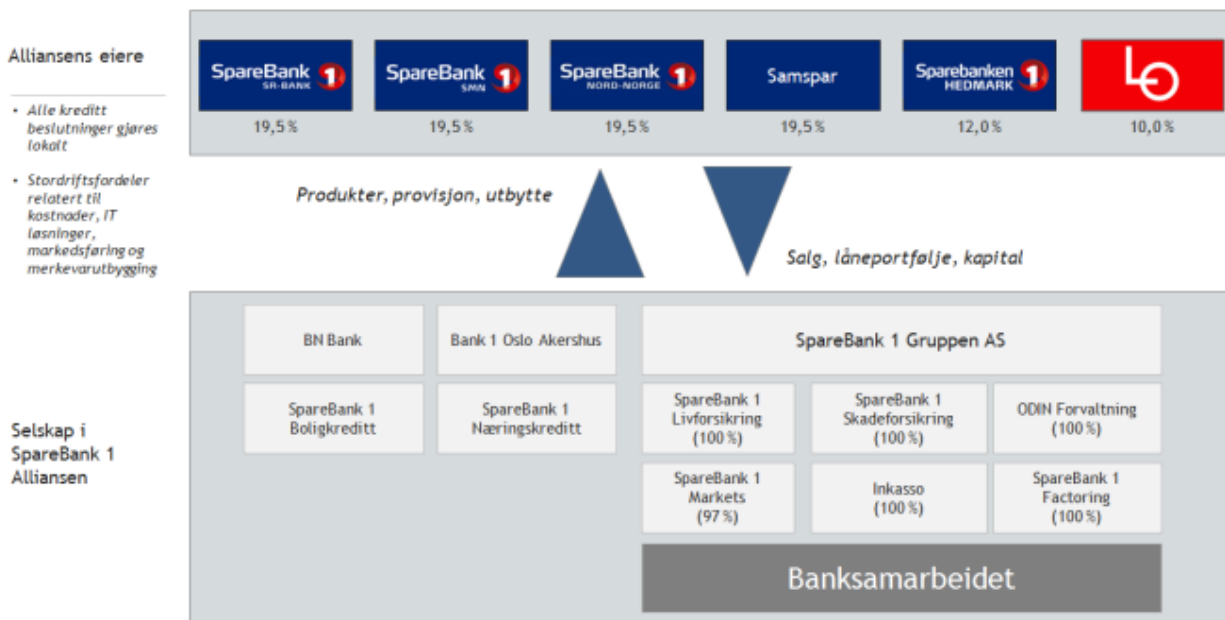 Alliansens eiere
• Alle kreditt
beslutninger gjøres
lokalt
• Stordriftsfordeler
relatert til
kostnader, IT
løsninger,
markedsføring og
merkevarutbygging
SpareBank 1
SR-BANK
19,5%
SpareBank 1
SMN
19,5%
SpareBank 1
NORD-NORGE
19,5%
Samspar
19,5%
Sparebanken 1
HEDMARK
12,0%
LO
10,0%
Produkter, provisjon, utbytte
Salg, låneportfølje, kapital
Selskap i
SpareBank 1
Alliansen
BN Bank
Bank 1 Oslo Akershus
SpareBank 1 Gruppen AS
SpareBank 1
Boligkreditt
SpareBank 1
Næringskreditt
SpareBank 1
Livforsikring
(100%)
SpareBank 1
Skadeforsikring
(100%)
ODIN Forvaltning
(100%)
SpareBank 1
Markets
(97%)
Inkasso
(100%)
SpareBank 1
Factoring
(100%)
Banksamarbeidet